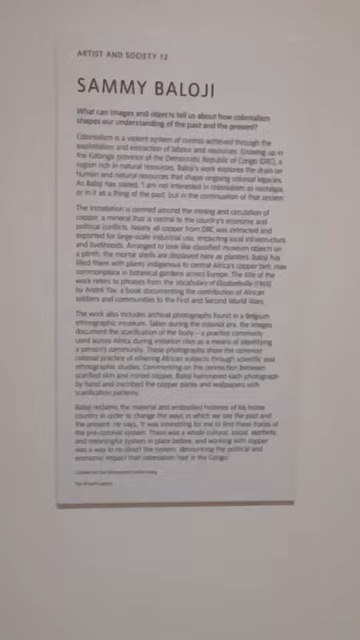 ARTIST AND SOCIETY 12
SAMMY BALOJI
What can images and objects tell us about how colonialism
shapes our understanding of the past and the present?
Colonialism is a violent system of control achieved through the
exploitation and extraction of labour and resources. Growing up in
the Katanga province of the Democratic Republic of Congo (DRC), a
region rich in natural resources, Baloji's work explores the drain on
human and natural resources that shape ongoing colonial legacies.
As Baloji has stated, 'I am not interested in colonialism as nostalgia,
or in it as a thing of the past, but in the continuation of that system.'
The installation is centred around the mining and circulation of
copper, a mineral that is central to the country's economy and
political conflicts. Nearly all copper from DRC was extracted and
exported for large-scale industrial use, impacting local infrastructure
and livelihoods. Arranged to look like classified museum objects on
a plinth, the mortar shells are displayed here as planters. Baloji has
filled them with plants indigenous to central Africa's copper belt, now
commonplace in botanical gardens across Europe. The title of the
work refers to phrases from the Vocabulary of Elisabethville (1965)
by André Yav, a book documenting the contribution of African
soldiers and communities to the First and Second World Wars.
The work also includes archival photographs found in a Belgium
ethnographic museum. Taken during the colonial era, the images
document the scarification of the body – a practice commonly
used across Africa during initiation rites as a means of identifying
a person's community. These photographs show the common
colonial practice of othering African subjects through scientific and
ethnographic studies. Commenting on the connection between
scarified skin and mined copper, Baloji hammered each photograph
by hand and inscribed the copper plates and wallpapers with
scarification patterns.
Baloji reclaims the material and embodied histories of his home
country in order to change the ways in which we see the past and
the present. He says, 'It was interesting for me to find these traces of
the pre-colonial system. There was a whole cultural, social, aesthetic,
and meaningful system in place before, and working with copper
was a way to re-direct the system, denouncing the political and
economic impact that colonialism had in the Congo.'